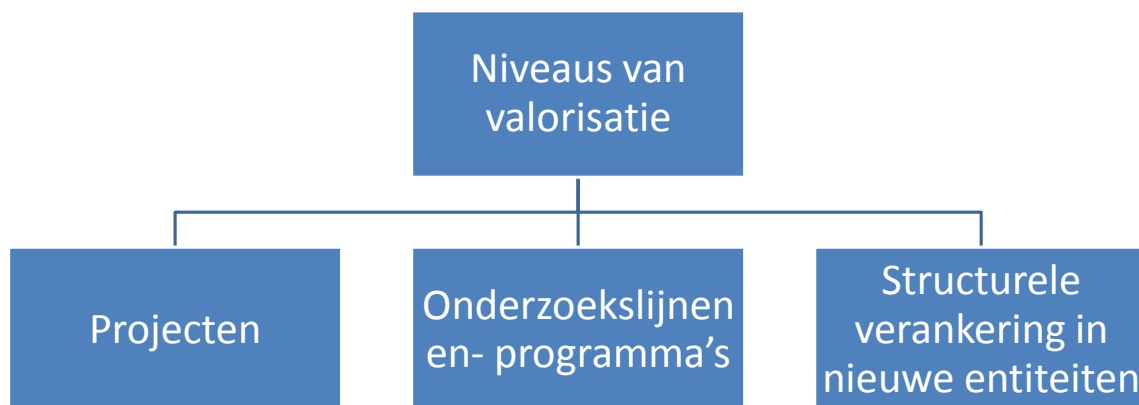 Niveaus van
valorisatie
Projecten
Onderzoekslijnen
en- programma's
Structurele
verankering in
nieuwe entiteiten